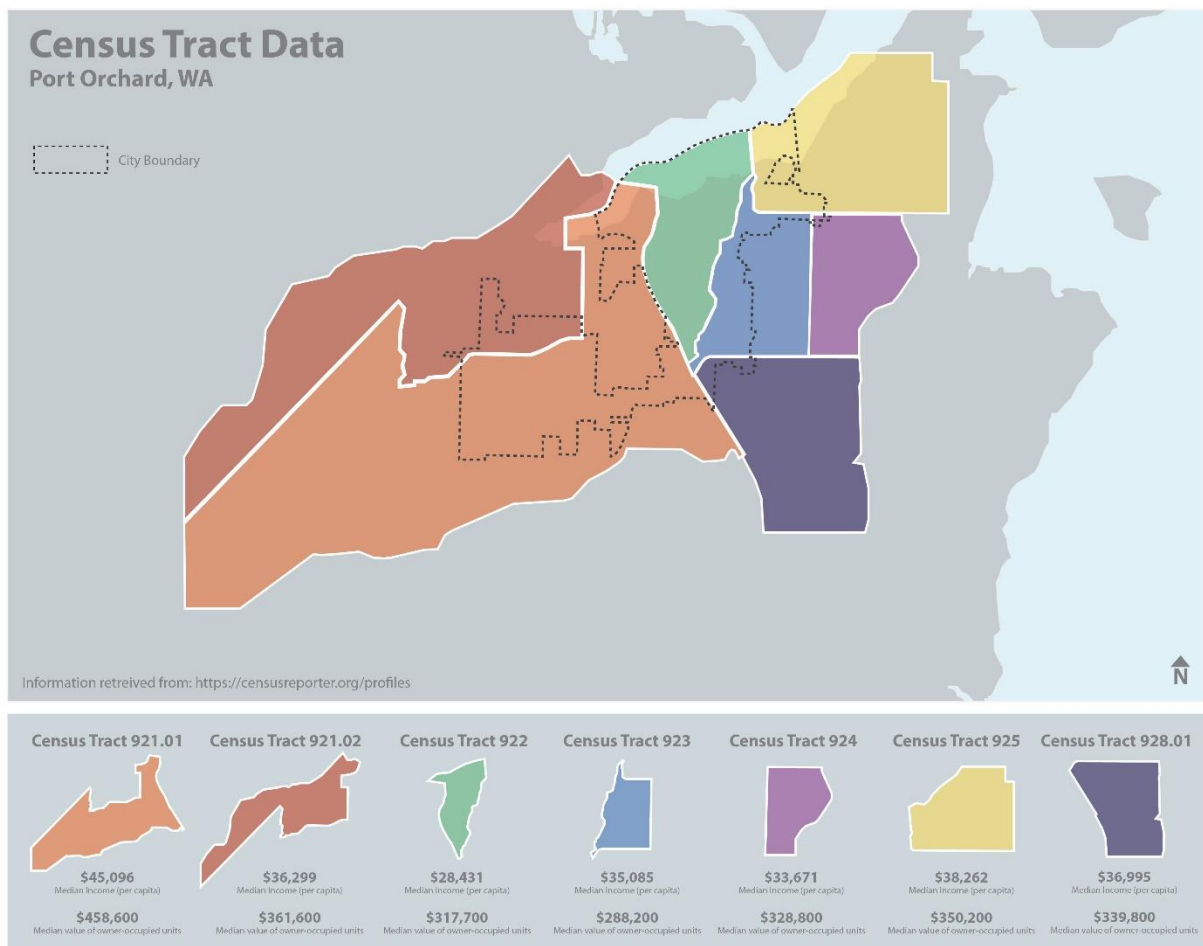 Census Tract Data
Port Orchard, WA
City Boundary
Information retreived from: https://censusreporter.org/profiles
N
Census Tract 921.01
$45,096
Median Income (per capita)
$458,600
Median value of owner-occupied units
Census Tract 921.02
$36,299
Median Income (per capita)
$361,600
Median value of owner-occupied units
Census Tract 922
$28,431
Median Income (per capita)
$317,700
Median value of owner-occupied units
Census Tract 923
$35,085
Median Income (per capita)
$288,200
Median value of owner-occupied units
Census Tract 924
$33,671
Median Income (per capita)
$328,800
Median value of owner-occupied units
Census Tract 925
$38,262
Median Income (per capita)
$350,200
Median value of owner-occupied units
Census Tract 928.01
$36,995
Median Income (per capita)
$339,800
Median value of owner-occupied units